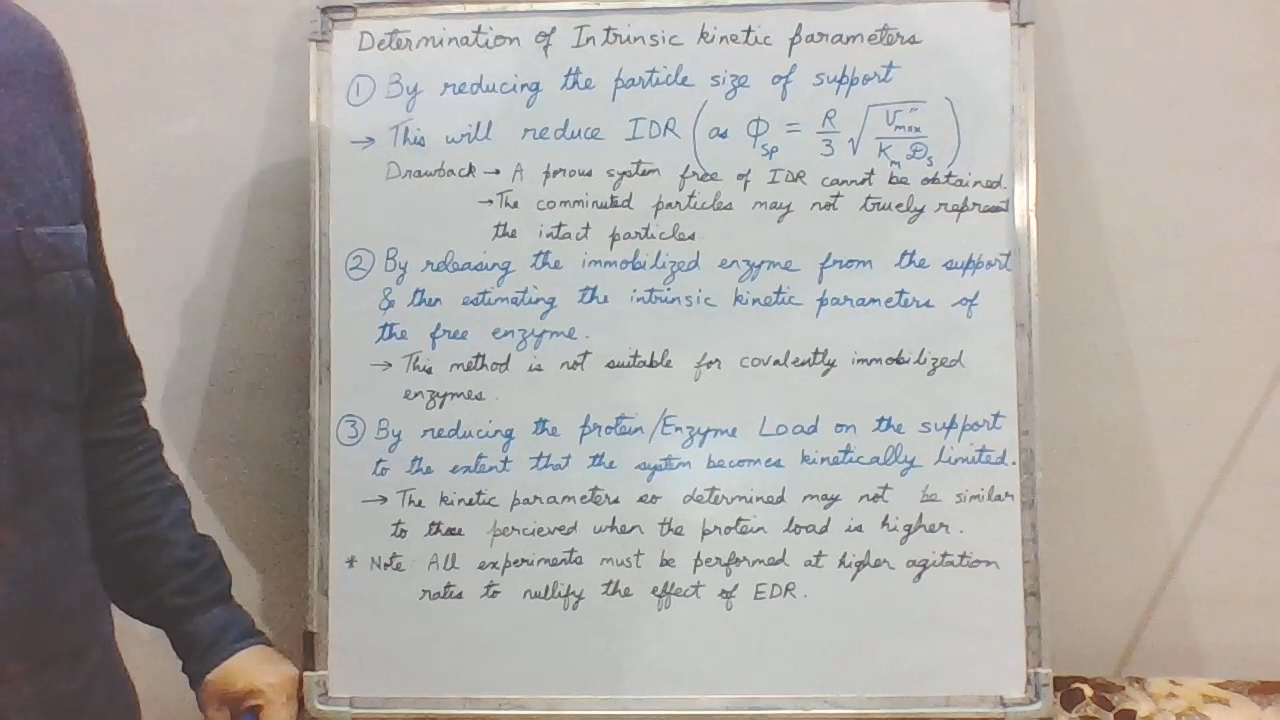 Determination of Intrinsic kinetic parameters
① By reducing the particle size of support
→ This will reduce IDR (as Φsp = R/3 √(Vmax'''/(Km Ds)))
Drawback → A porous system free of IDR cannot be obtained.
→ The comminuted particles may not truely represent
the intact particles
② By releasing the immobilized enzyme from the support
& then estimating the intrinsic kinetic parameters of
the free enzyme.
→ This method is not suitable for covalently immobilized
enzymes.
③ By reducing the protein/Enzyme Load on the support
to the extent that the system becomes kinetically limited.
→ The kinetic parameters so determined may not be similar
to those percieved when the protein load is higher.
* Note: All experiments must be performed at higher agitation
rates to nullify the effect of EDR.